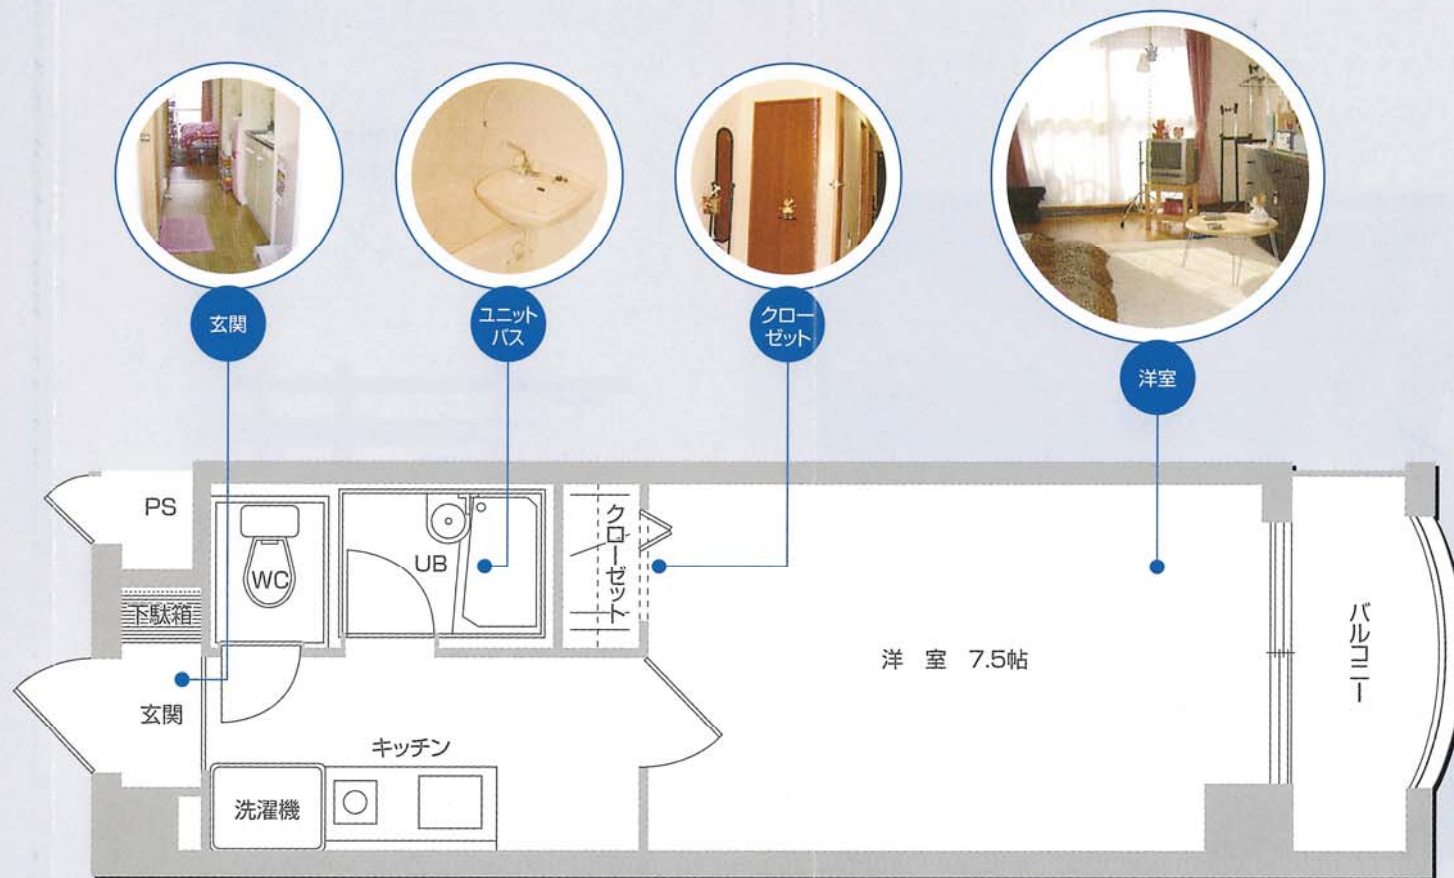 玄関
ユニット
バス
クロー
ゼット
洋室
PS
WC
UB
クローゼット
下駄箱
玄関
キッチン
洗濯機
洋 室 7.5帖
バルコニー